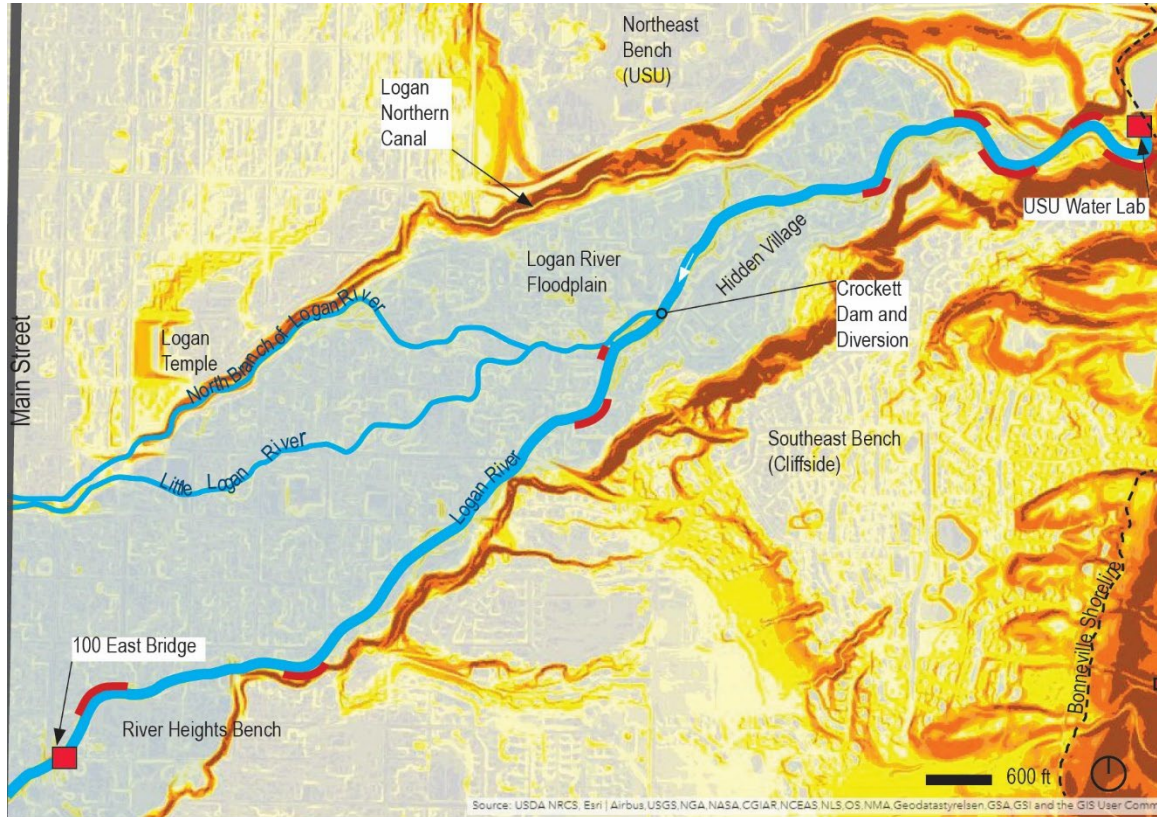 Northeast
Bench
(USU)
Logan
Northern
Canal
USU Water Lab
Hidden Village
Logan River
Floodplain
Crockett
Dam and
Diversion
North Branch of Logan River
Logan
Temple
Main Street
Southeast Bench
(Cliffside)
Little Logan River
Logan River
Bonneville Shoreline
100 East Bridge
River Heights Bench
600 ft
Source: USDA NRCS, Esri | Airbus,USGS,NGA,NASA,CGIAR,NCEAS,NLS,OS,NMA,Geodatastyrelsen,GSA,GSI and the GIS User Comm